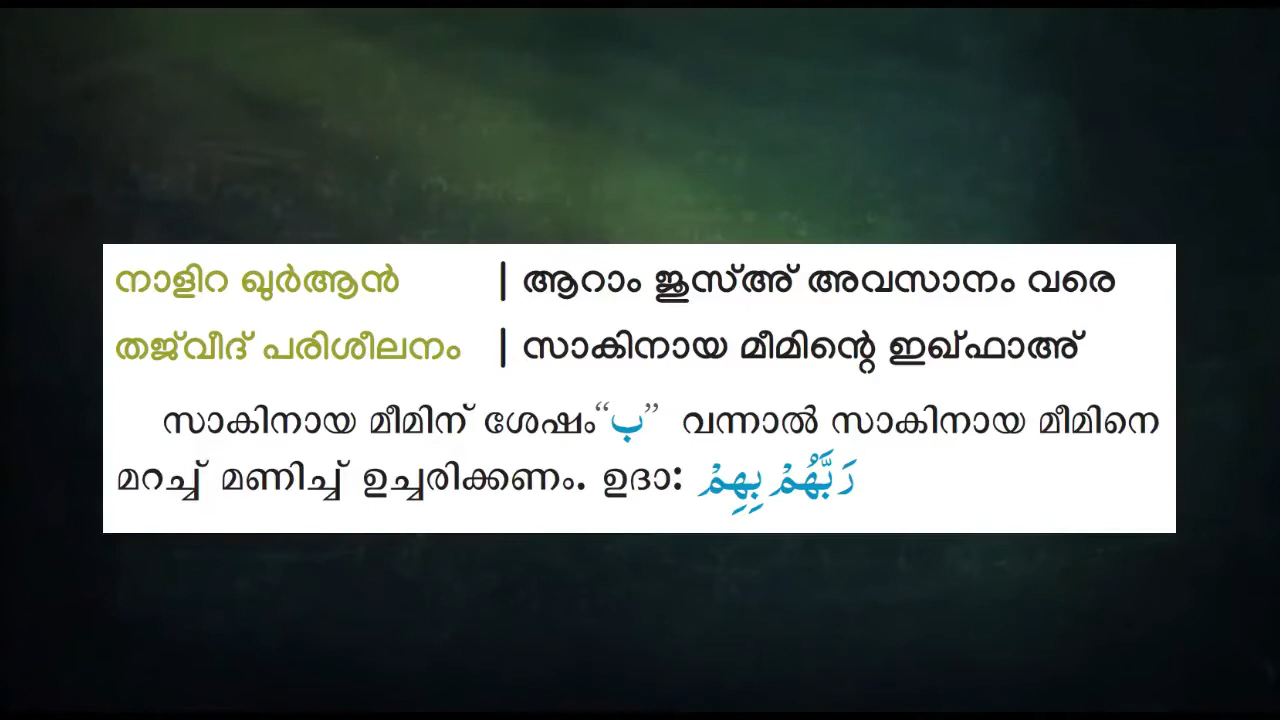 നാളിറ ഖുർആൻ | ആറാം ജുസ്അ് അവസാനം വരെ
തജ്‌വീദ് പരിശീലനം | സാകിനായ മീമിന്റെ ഇഖ്ഫാഅ്
സാകിനായ മീമിന് ശേഷം “ب” വന്നാൽ സാകിനായ മീമിനെ
മറച്ച് മണിച്ച് ഉച്ചരിക്കണം. ഉദാ: رَبَّهُمْ بِهِمْ